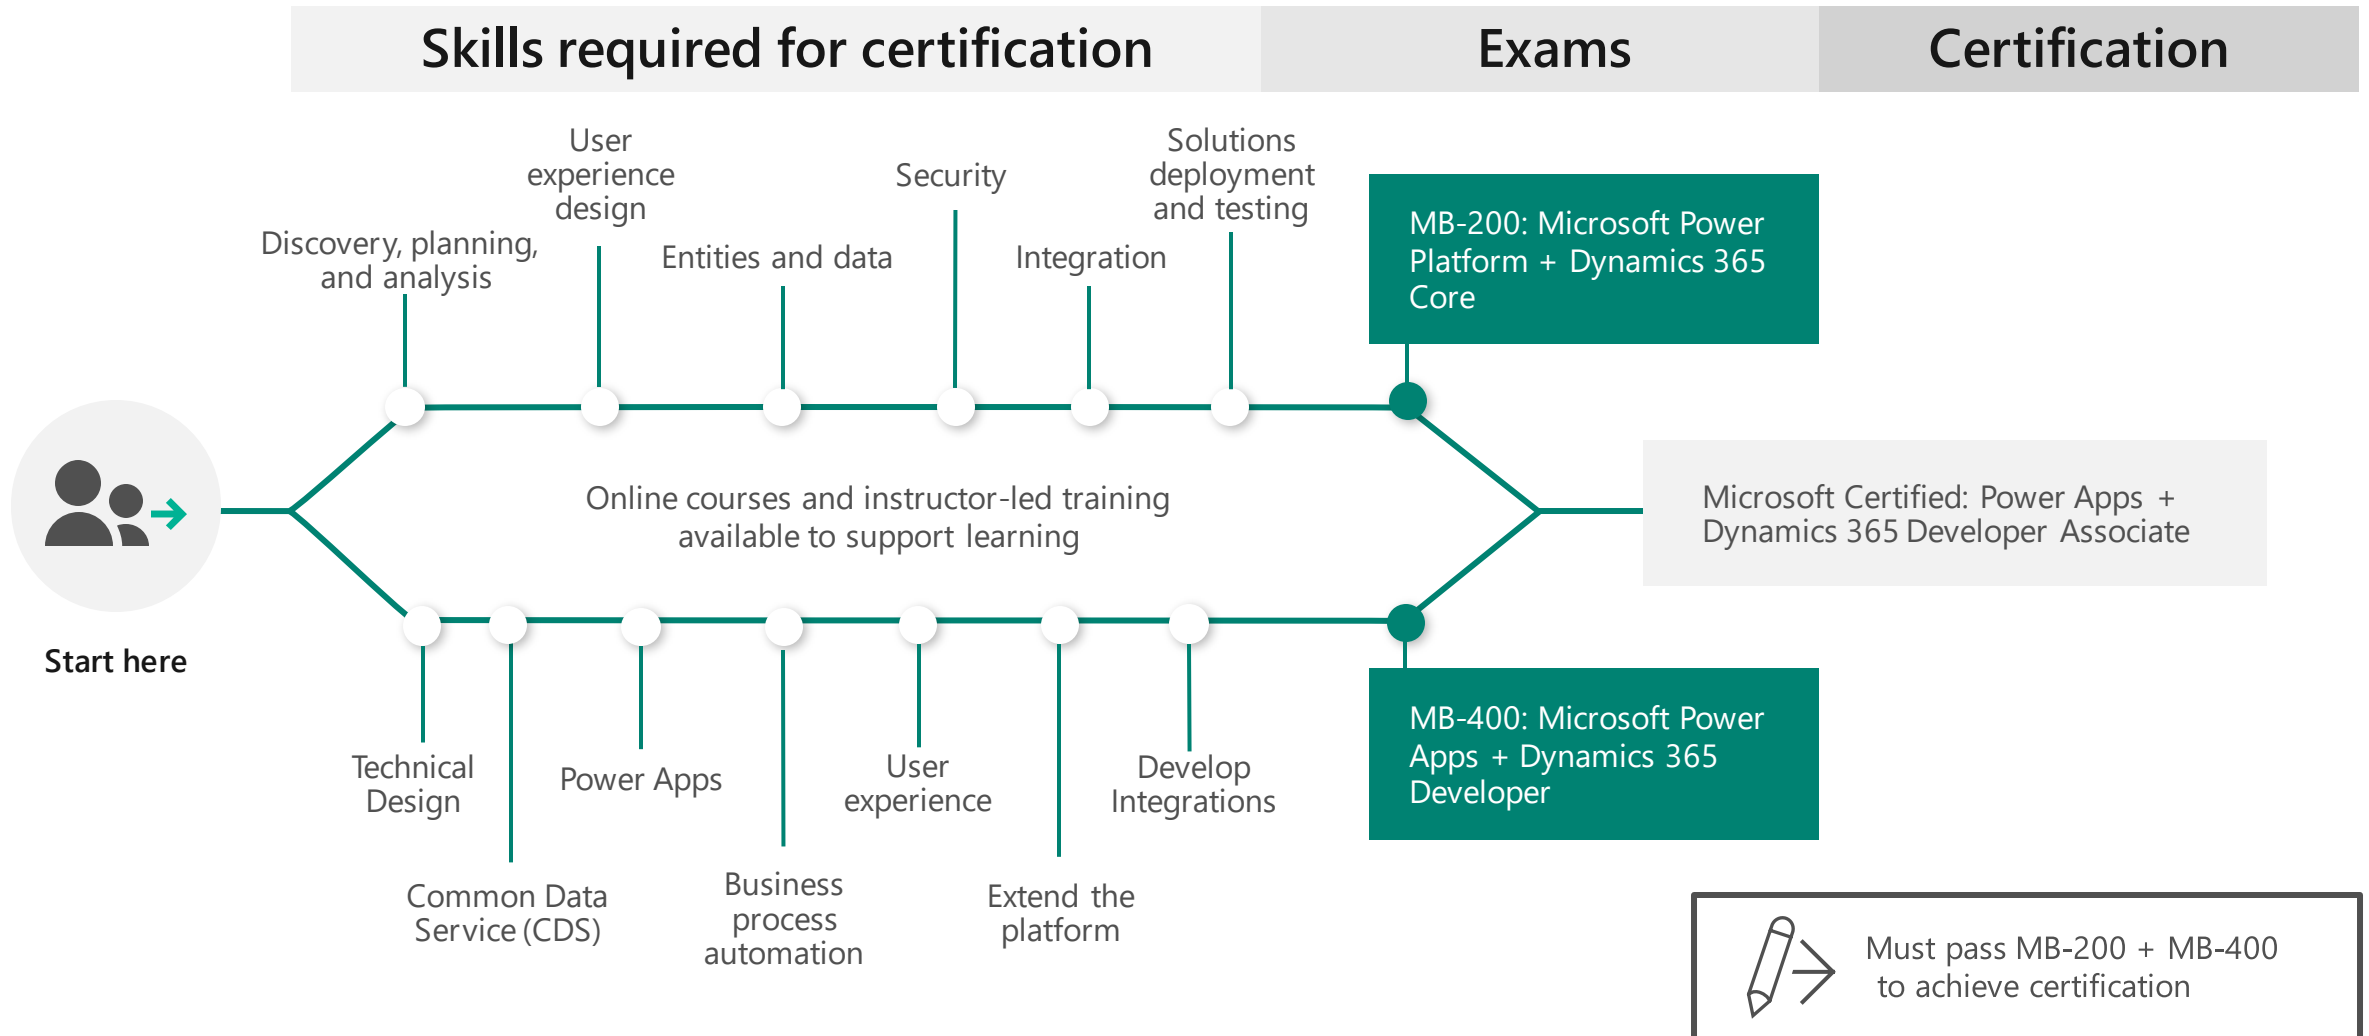 Skills required for certification
Exams
Certification
Discovery, planning,
and analysis
User
experience
design
Entities and data
Security
Integration
Solutions
deployment
and testing
MB-200: Microsoft Power
Platform + Dynamics 365
Core
Start here
Online courses and instructor-led training
available to support learning
Microsoft Certified: Power Apps +
Dynamics 365 Developer Associate
Technical
Design
Common Data
Service (CDS)
Power Apps
Business
process
automation
User
experience
Extend the
platform
Develop
Integrations
MB-400: Microsoft Power
Apps + Dynamics 365
Developer
Must pass MB-200 + MB-400
to achieve certification